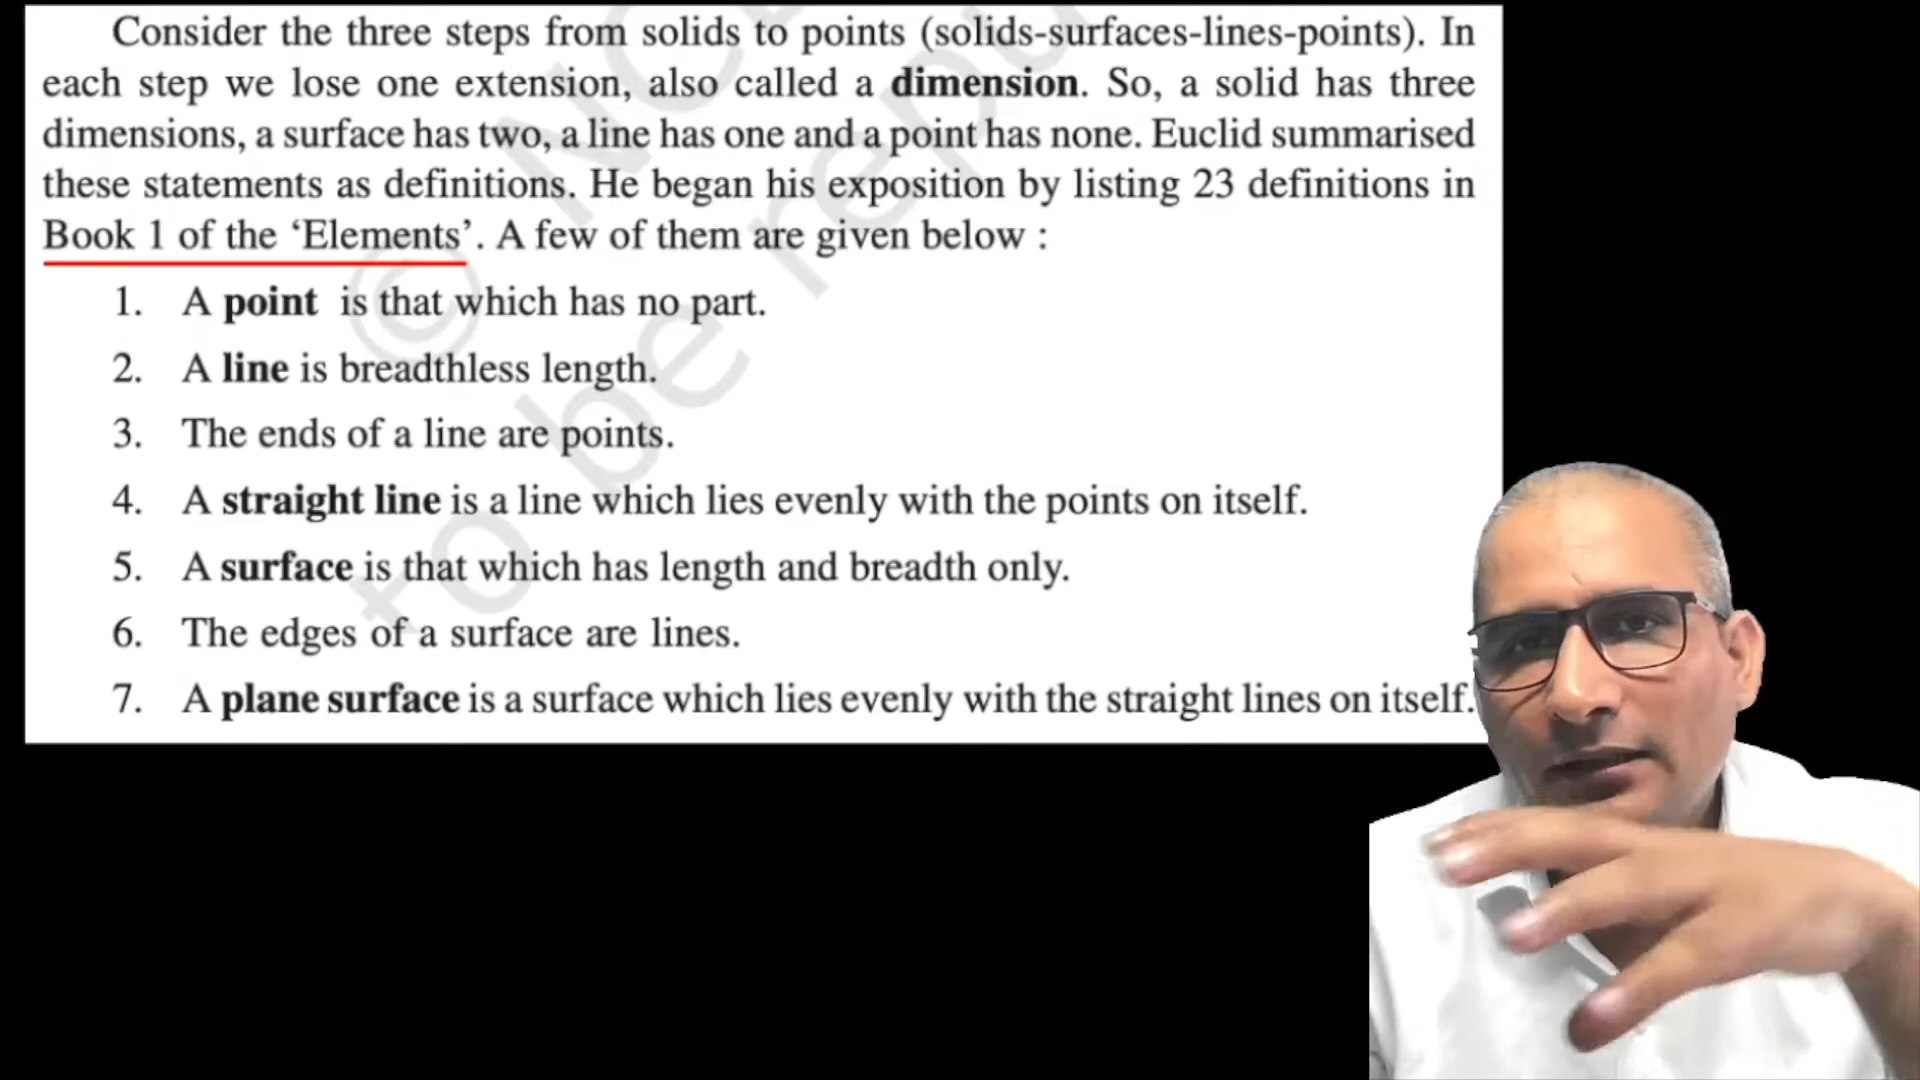 Consider the three steps from solids to points (solids-surfaces-lines-points). In
each step we lose one extension, also called a dimension. So, a solid has three
dimensions, a surface has two, a line has one and a point has none. Euclid summarised
these statements as definitions. He began his exposition by listing 23 definitions in
Book 1 of the ‘Elements’. A few of them are given below :
1. A point is that which has no part.
2. A line is breadthless length.
3. The ends of a line are points.
4. A straight line is a line which lies evenly with the points on itself.
5. A surface is that which has length and breadth only.
6. The edges of a surface are lines.
7. A plane surface is a surface which lies evenly with the straight lines on itself.
©
to be